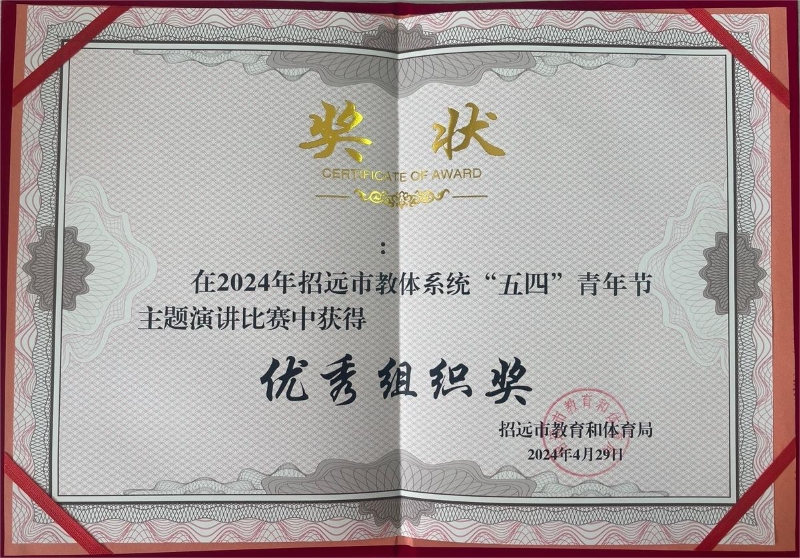 奖 状
CERTIFICATE OF AWARD
：
在2024年招远市教体系统“五四”青年节
主题演讲比赛中获得
优秀组织奖
招远市教育和体育局
2024年4月29日